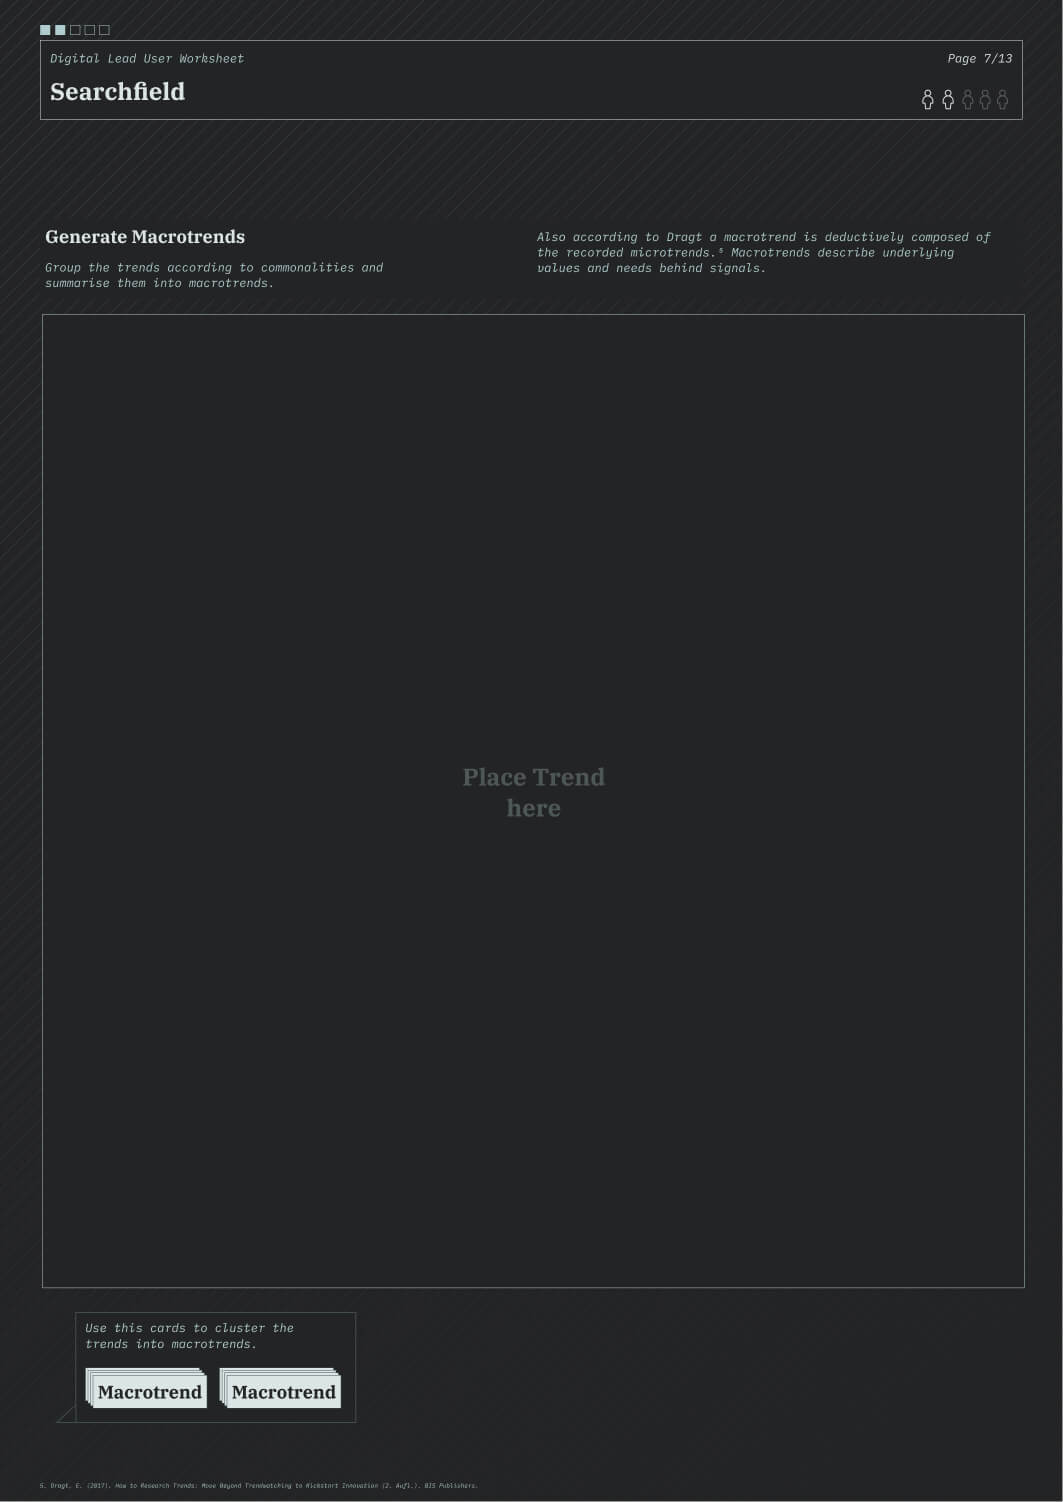 Digital Lead User Worksheet
Page 7/13
Searchfield
Generate Macrotrends
Group the trends according to commonalities and
summarise them into macrotrends.
Also according to Dragt a macrotrend is deductively composed of
the recorded microtrends.⁵ Macrotrends describe underlying
values and needs behind signals.
Place Trend
here
Use this cards to cluster the
trends into macrotrends.
Macrotrend
Macrotrend
5. Dragt, E. (2017). How to Research Trends: Move Beyond Trendwatching to Kickstart Innovation (2. Aufl.). BIS Publishers.